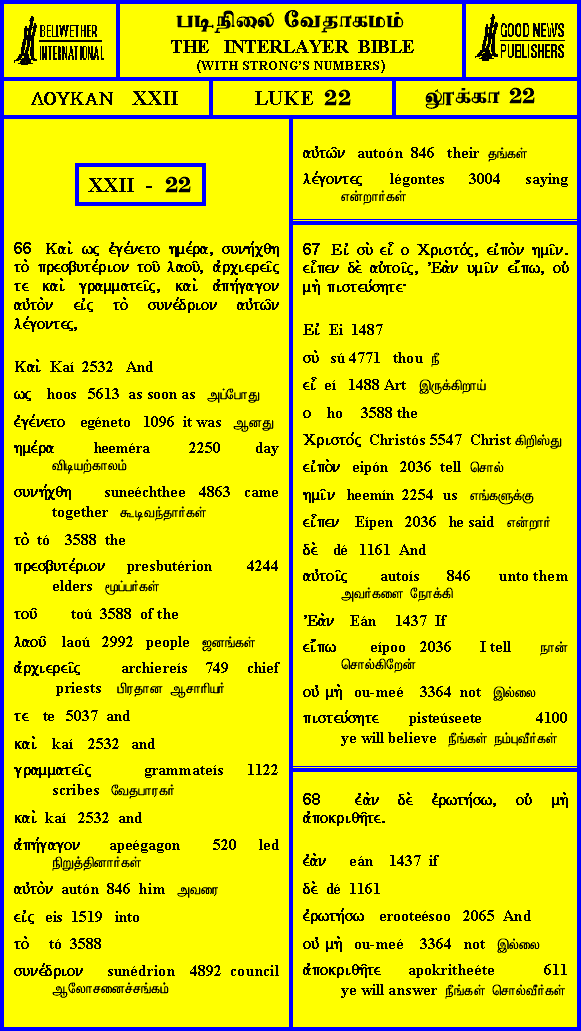 BELLWETHER
INTERNATIONAL
படிநிலை வேதாகமம்
THE INTERLAYER BIBLE
(WITH STRONG'S NUMBERS)
GOOD NEWS
PUBLISHERS
ΛΟΥΚΑΝ XXII
LUKE 22
லூக்கா 22
XXII - 22
66 Καὶ ως ἐγένετο ημέρα, συνήχθη
τὸ πρεσβυτέριον τοῦ λαοῦ, ἀρχιερεῖς
τε καὶ γραμματεῖς, καὶ ἀπήγαγον
αὐτὸν εἰς τὸ συνέδριον αὐτῶν
λέγοντες,
Καὶ Kaí 2532 And
ως hoos 5613 as soon as அப்போது
ἐγένετο egéneto 1096 it was ஆனது
ημέρα heeméra 2250 day
விடியற்காலம்
συνήχθη suneéchthee 4863 came
together கூடிவந்தார்கள்
τὸ tó 3588 the
πρεσβυτέριον presbutérion 4244
elders மூப்பர்கள்
τοῦ toú 3588 of the
λαοῦ laoú 2992 people ஜனங்கள்
ἀρχιερεῖς archiereís 749 chief
priests பிரதான ஆசாரியர்
τε te 5037 and
καὶ kaí 2532 and
γραμματεῖς grammateís 1122
scribes வேதபாரகர்
καὶ kaí 2532 and
ἀπήγαγον apeégagon 520 led
நிறுத்தினார்கள்
αὐτὸν autón 846 him அவரை
εἰς eis 1519 into
τὸ tó 3588
συνέδριον sunédrion 4892 council
ஆலோசனைச்சங்கம்
αὐτῶν autoón 846 their தங்கள்
λέγοντες légontes 3004 saying
என்றார்கள்
67 Εἰ σὺ εἶ ο Χριστός, εἰπὸν ημῖν.
εἶπεν δὲ αὐτοῖς, Ἐὰν υμῖν εἴπω, οὐ
μὴ πιστεύσητε·
Εἰ Ei 1487
σὺ sú 4771 thou நீ
εἶ eí 1488 Art இருக்கிறாய்
ο ho 3588 the
Χριστός Christós 5547 Christ கிறிஸ்து
εἰπὸν eipón 2036 tell சொல்
ημῖν heemín 2254 us எங்களுக்கு
εἶπεν Eípen 2036 he said என்றார்
δὲ dé 1161 And
αὐτοῖς autoís 846 unto them
அவர்களை நோக்கி
Ἐὰν Eán 1437 If
εἴπω eípoo 2036 I tell நான்
சொல்கிறேன்
οὐ μὴ ou-meé 3364 not இல்லை
πιστεύσητε pisteúseete 4100
ye will believe நீங்கள் நம்புவீர்கள்
68 ἐὰν δὲ ἐρωτήσω, οὐ μὴ
ἀποκριθῆτε.
ἐὰν eán 1437 if
δὲ dé 1161
ἐρωτήσω erooteésoo 2065 And
οὐ μὴ ou-meé 3364 not இல்லை
ἀποκριθῆτε apokritheéte 611
ye will answer நீங்கள் சொல்வீர்கள்